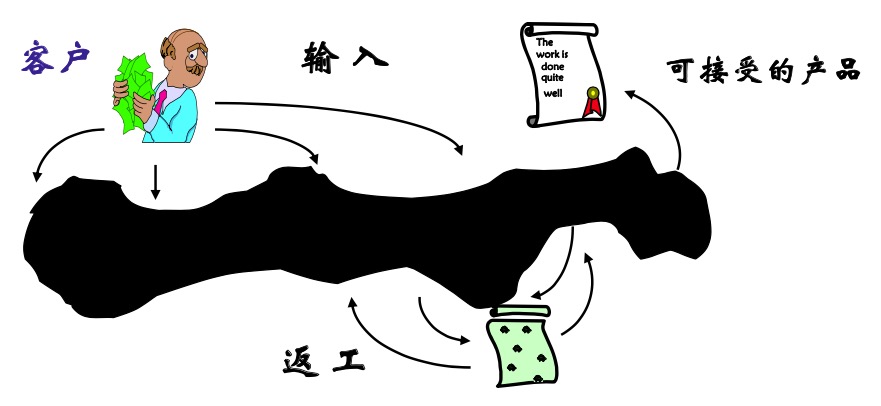 客户
输入
The
work is
done
quite
well
可接受的产品
返工